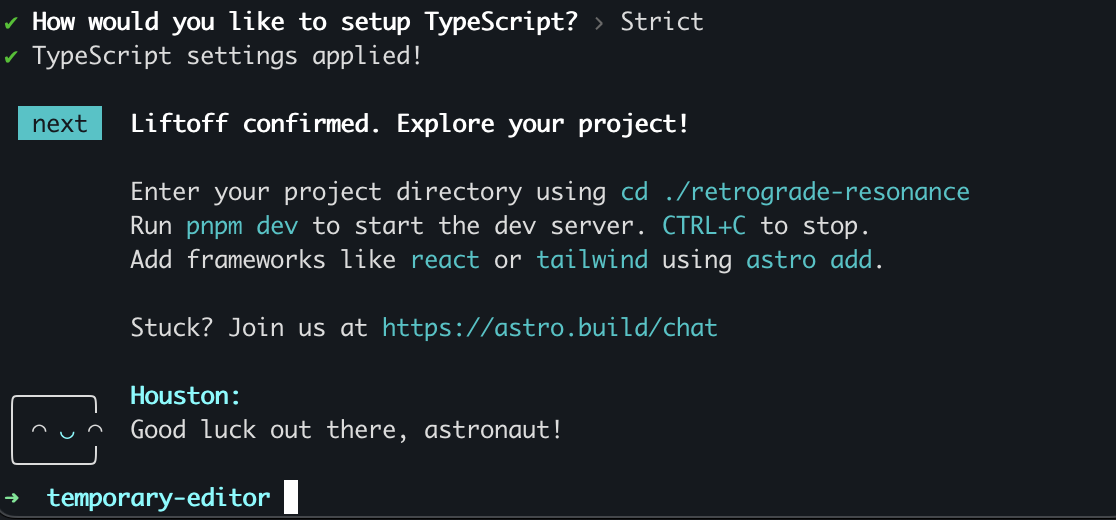 ✔ How would you like to setup TypeScript? › Strict
✔ TypeScript settings applied!
next Liftoff confirmed. Explore your project!
Enter your project directory using cd ./retrograde-resonance
Run pnpm dev to start the dev server. CTRL+C to stop.
Add frameworks like react or tailwind using astro add.
Stuck? Join us at https://astro.build/chat
Houston:
Good luck out there, astronaut!
➜ temporary-editor